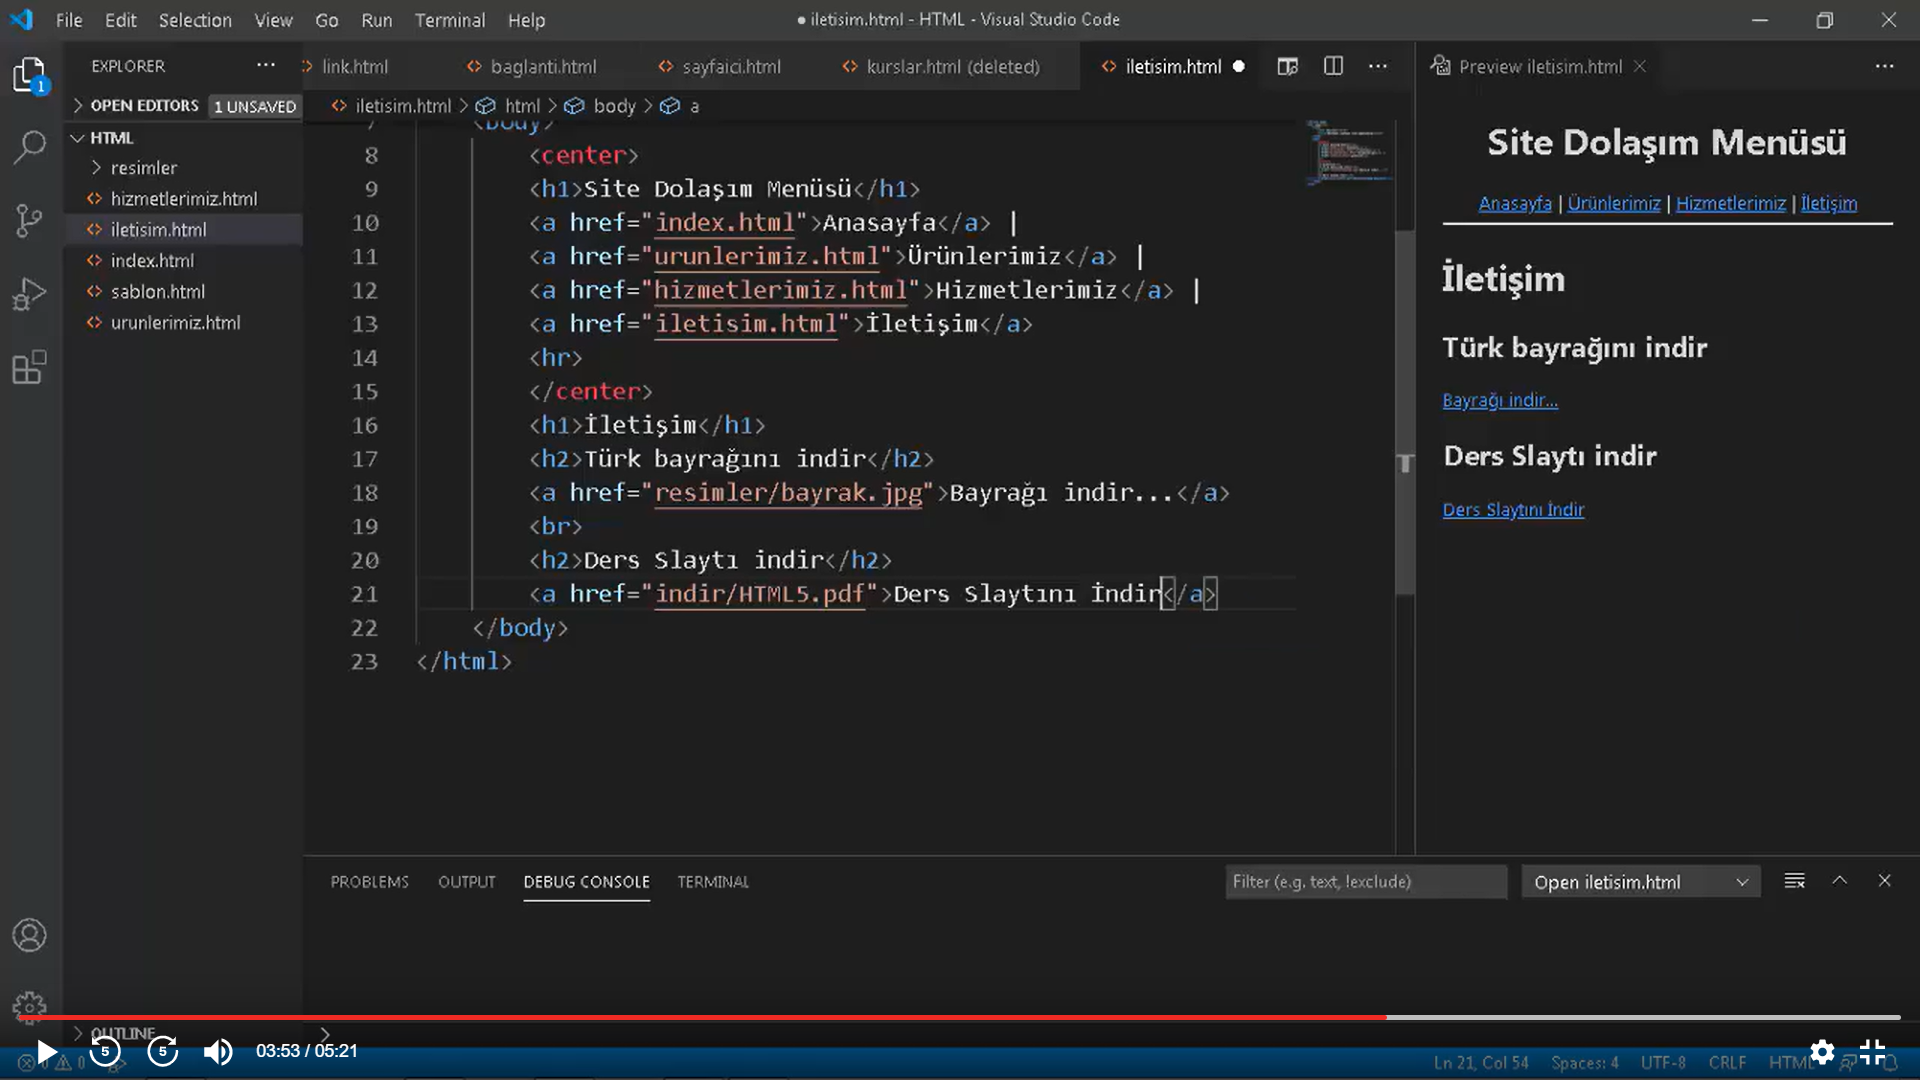 File Edit Selection View Go Run Terminal Help
● iletisim.html - HTML - Visual Studio Code
EXPLORER
link.html
baglanti.html
sayfaici.html
kurslar.html (deleted)
iletisim.html
Preview iletisim.html
OPEN EDITORS 1 UNSAVED
iletisim.html > html > body > a
1
HTML
resimler
hizmetlerimiz.html
iletisim.html
index.html
sablon.html
urunlerimiz.html
7 <body>
8 <center>
9 <h1>Site Dolaşım Menüsü</h1>
10 <a href="index.html">Anasayfa</a> |
11 <a href="urunlerimiz.html">Ürünlerimiz</a> |
12 <a href="hizmetlerimiz.html">Hizmetlerimiz</a> |
13 <a href="iletisim.html">İletişim</a>
14 <hr>
15 </center>
16 <h1>İletişim</h1>
17 <h2>Türk bayrağını indir</h2>
18 <a href="resimler/bayrak.jpg">Bayrağı indir...</a>
19 <br>
20 <h2>Ders Slaytı indir</h2>
21 <a href="indir/HTML5.pdf">Ders Slaytını İndir</a>
22 </body>
23 </html>
Site Dolaşım Menüsü
Anasayfa | Ürünlerimiz | Hizmetlerimiz | İletişim
İletişim
Türk bayrağını indir
Bayrağı indir...
Ders Slaytı indir
Ders Slaytını İndir
PROBLEMS OUTPUT DEBUG CONSOLE TERMINAL
Filter (e.g. text, !exclude)
Open iletisim.html
OUTLINE
5 5 03:53 / 05:21
0 0
Ln 21, Col 54 Spaces: 4 UTF-8 CRLF HTML